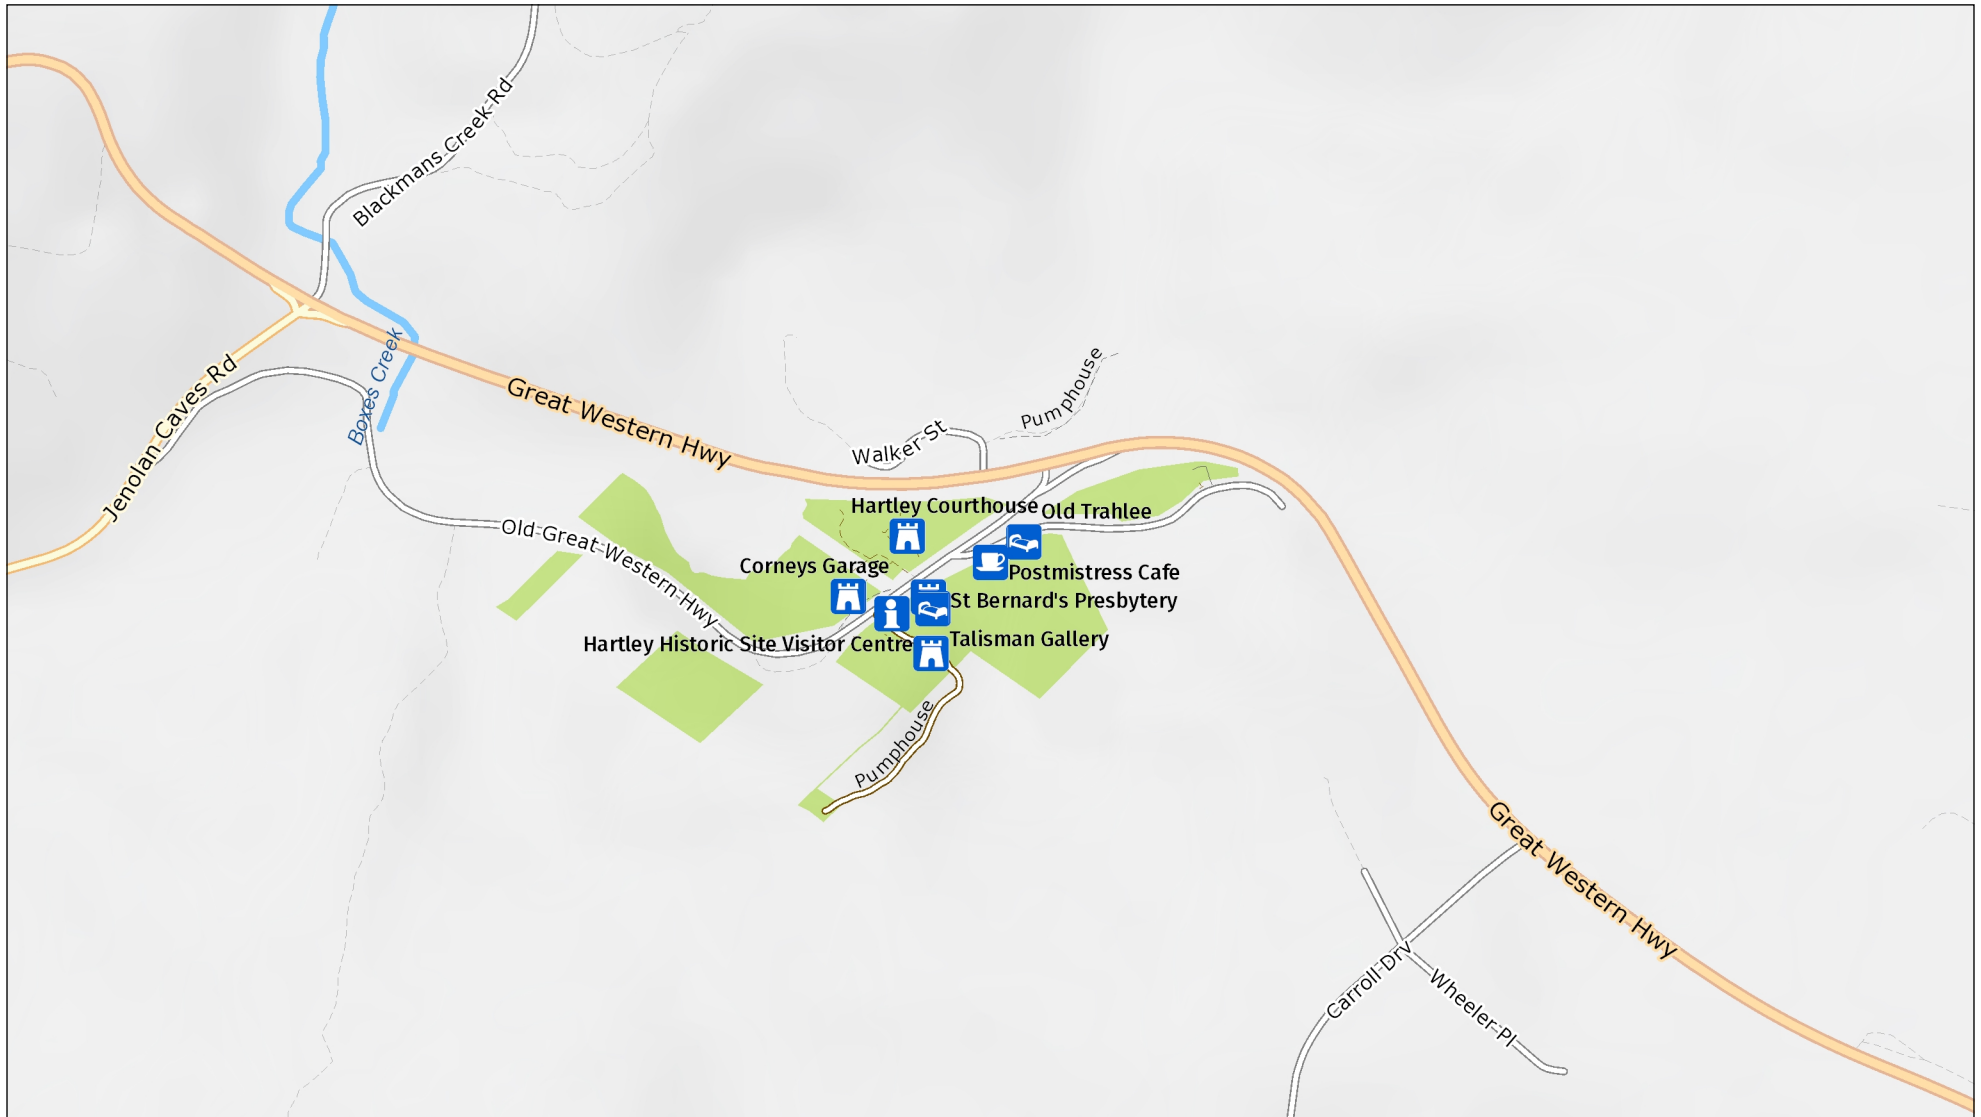 Blackmans Creek Rd
Jenolan Caves Rd
Boxes Creek
Great Western Hwy
Pumphouse
Walker St
Hartley Courthouse
Old Trahlee
Old Great Western Hwy
Corneys Garage
Postmistress Cafe
St Bernard's Presbytery
Hartley Historic Site Visitor Centre
Talisman Gallery
Pumphouse
Great Western Hwy
Carroll Drv
Wheeler Pl